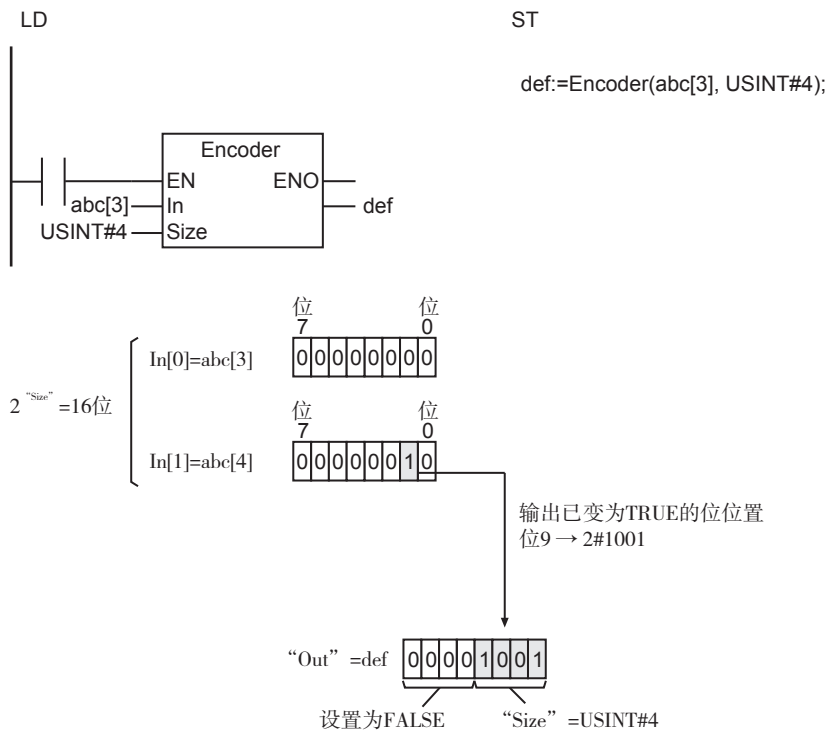 LD
ST
def:=Encoder(abc[3], USINT#4);
Encoder
EN ENO
abc[3] In def
USINT#4 Size
位 位
7 0
In[0]=abc[3] 0 0 0 0 0 0 0 0
2 “Size” =16位
位 位
7 0
In[1]=abc[4] 0 0 0 0 0 0 1 0
输出已变为TRUE的位位置
位9 → 2#1001
“Out” =def 0 0 0 0 1 0 0 1
设置为FALSE “Size” =USINT#4